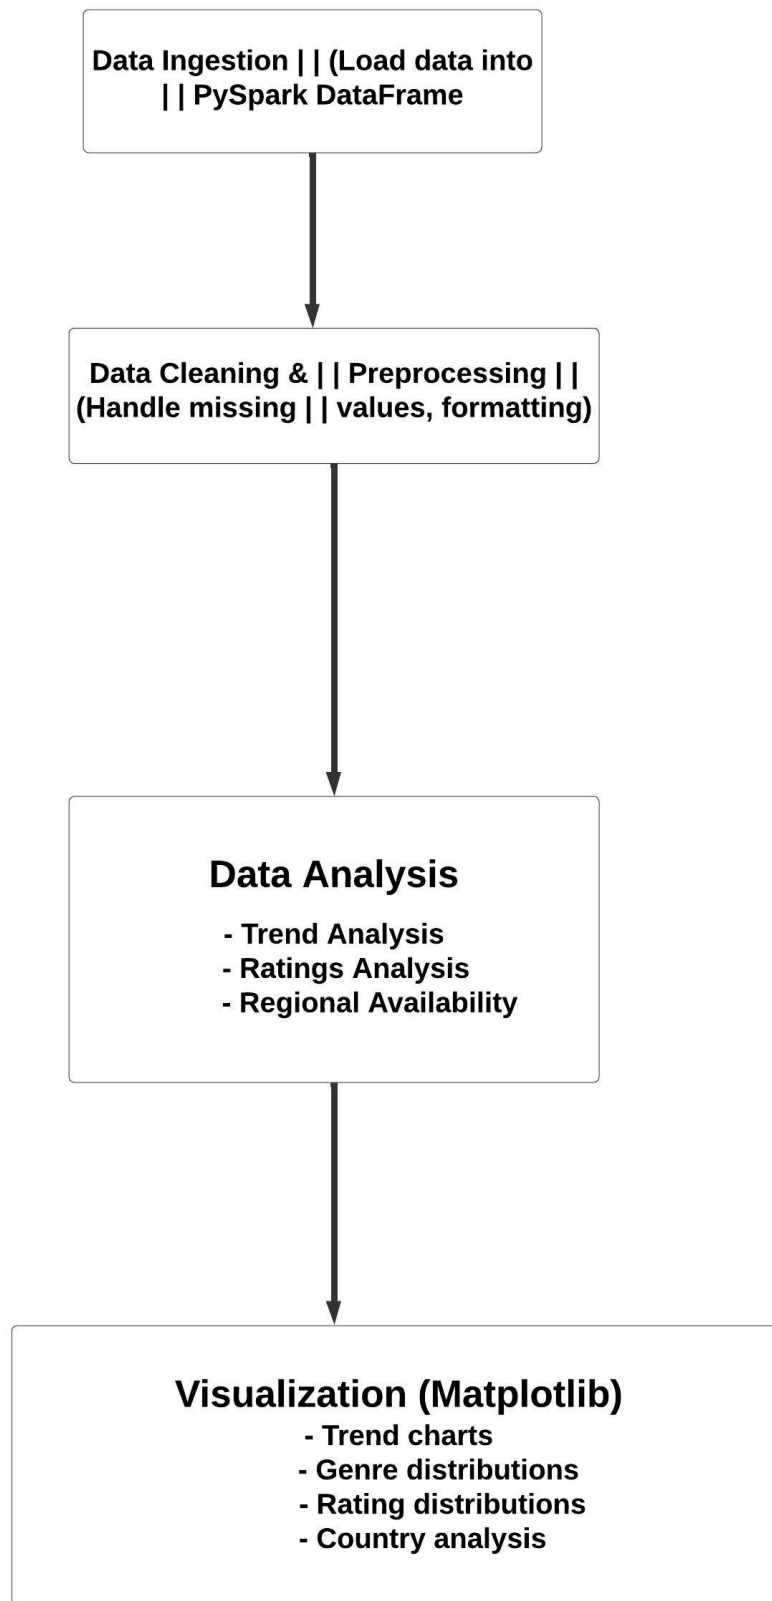 Data Ingestion | | (Load data into
| | PySpark DataFrame
Data Cleaning & | | Preprocessing | |
(Handle missing | | values, formatting)
Data Analysis
- Trend Analysis
- Ratings Analysis
- Regional Availability
Visualization (Matplotlib)
- Trend charts
- Genre distributions
- Rating distributions
- Country analysis